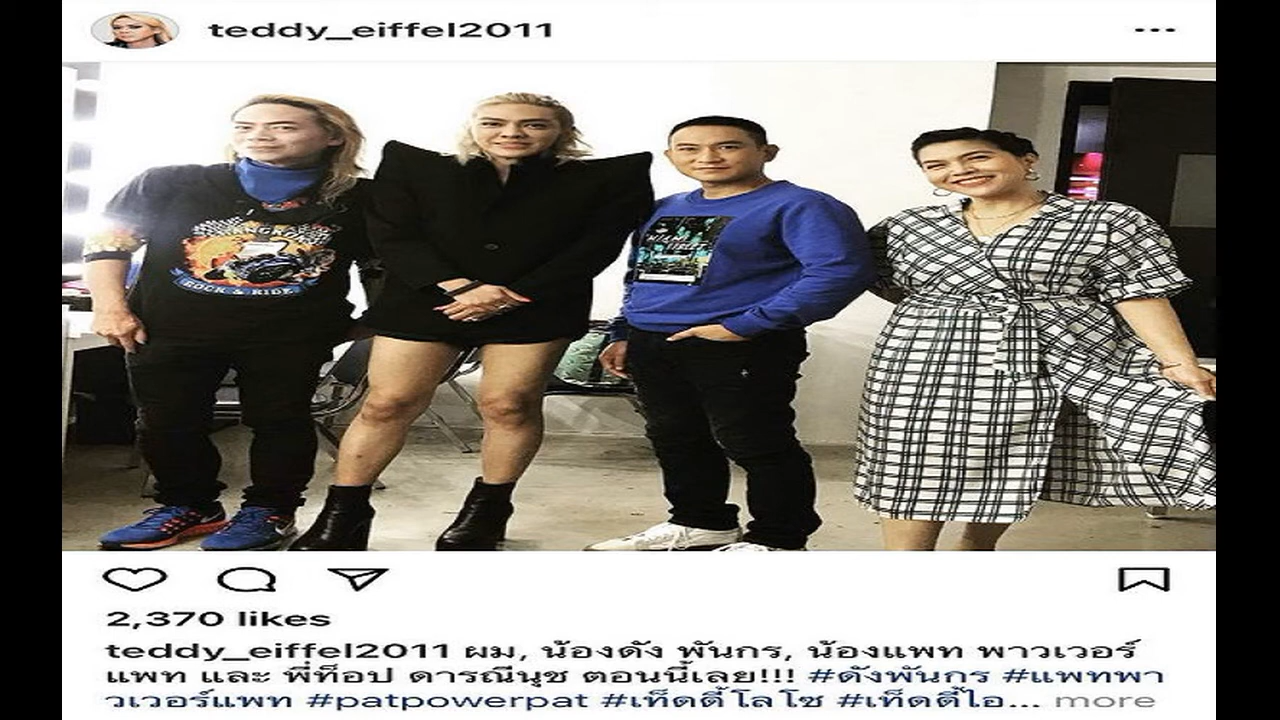 teddy_eiffel2011
ROCK & RIDE
2,370 likes
teddy_eiffel2011 ผม, น้องดัง พันกร, น้องแพท พาวเวอร์
แพท และ พี่ท็อป ดารณีนุช ตอนนี้เลย!!! #ดังพันกร #แพทพา
วเวอร์แพท #patpowerpat #เท็ดดี้โลโซ #เท็ดดี้ไอ... more